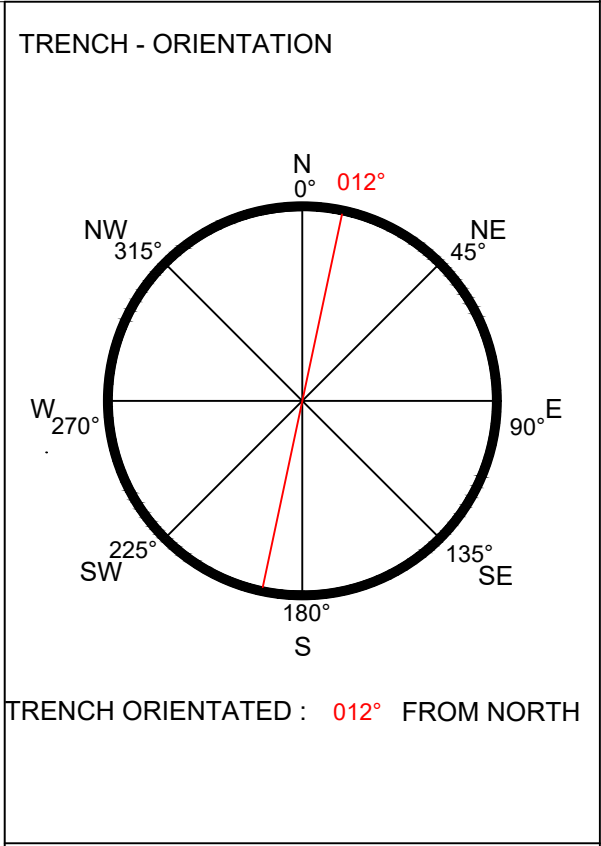 TRENCH - ORIENTATION
N
0° 012°
NW
315°
NE
45°
W
270°
E
90°
225°
SW
135°
SE
180°
S
TRENCH ORIENTATED : 012° FROM NORTH